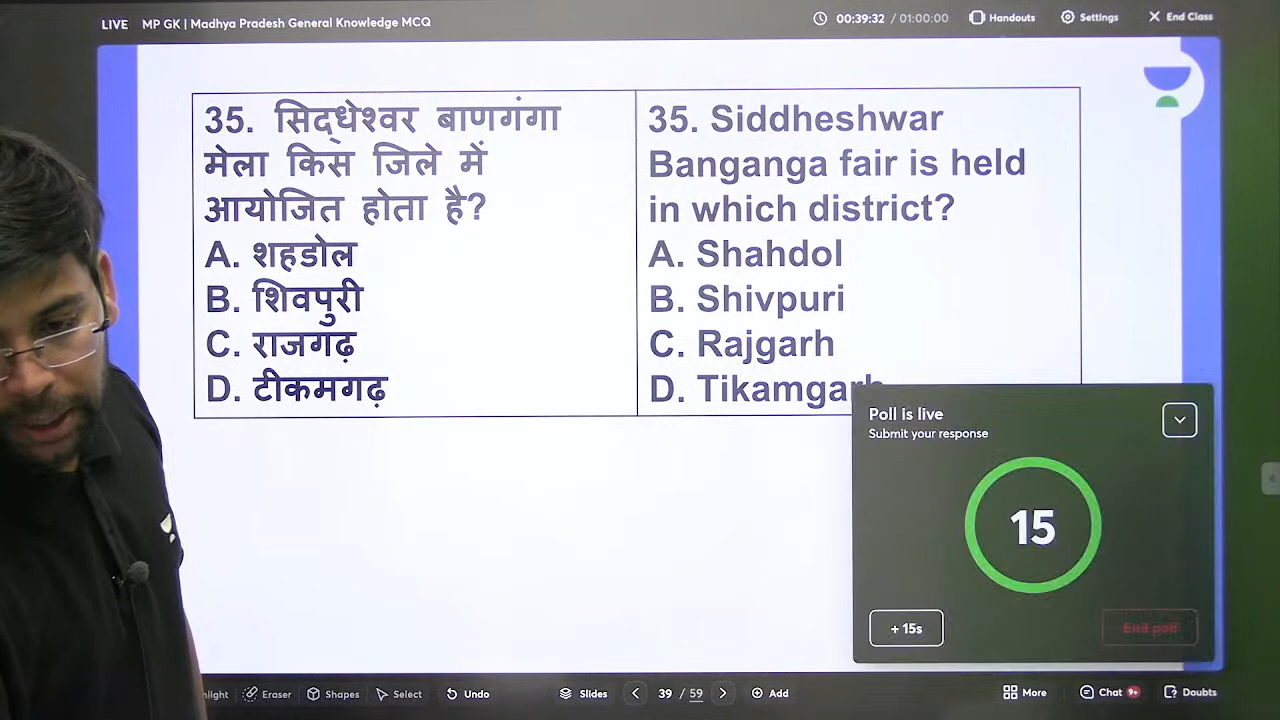 LIVE MP GK | Madhya Pradesh General Knowledge MCQ
00:39:32 / 01:00:00 Handouts Settings End Class
35. सिद्धेश्वर बाणगंगा
मेला किस जिले में
आयोजित होता है?
A. शहडोल
B. शिवपुरी
C. राजगढ़
D. टीकमगढ़
35. Siddheshwar
Banganga fair is held
in which district?
A. Shahdol
B. Shivpuri
C. Rajgarh
D. Tikamgarh
Poll is live
Submit your response
15
+ 15s End poll
Eraser Shapes Select Undo Slides 39 / 59 Add More Chat 9+ Doubts